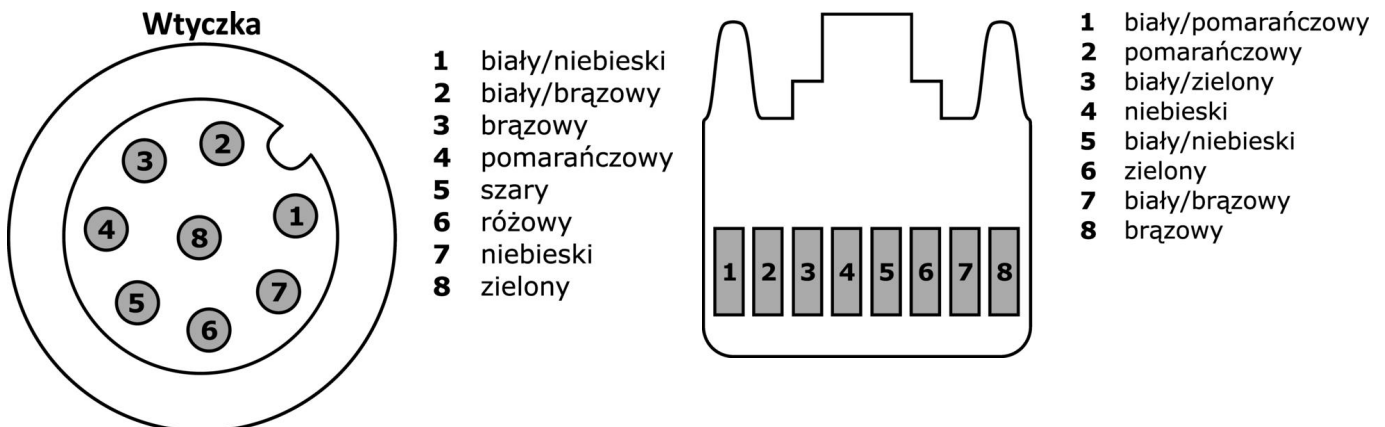 Wtyczka
1 biały/niebieski
2 biały/brązowy
3 brązowy
4 pomarańczowy
5 szary
6 różowy
7 niebieski
8 zielony
2
3
1
4
8
7
5
6
1 2 3 4 5 6 7 8
1 biały/pomarańczowy
2 pomarańczowy
3 biały/zielony
4 niebieski
5 biały/niebieski
6 zielony
7 biały/brązowy
8 brązowy